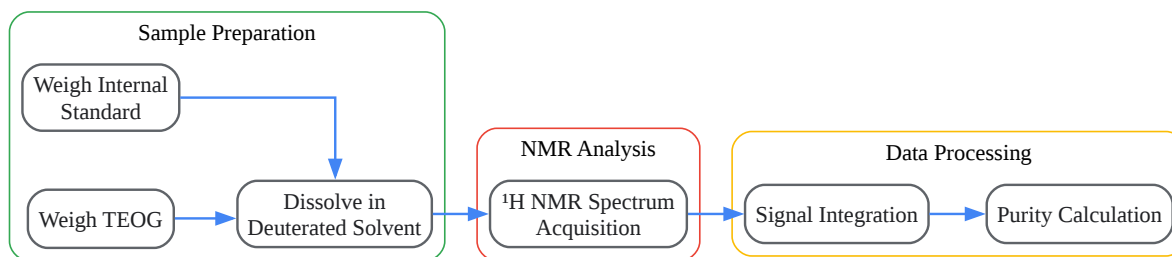 Sample Preparation
Weigh Internal
Standard
Weigh TEOG
Dissolve in
Deuterated Solvent
NMR Analysis
¹H NMR Spectrum
Acquisition
Data Processing
Signal Integration
Purity Calculation